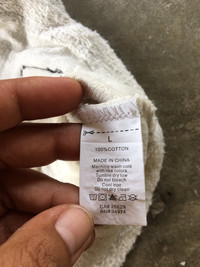 L
100%COTTON
MADE IN CHINA
Machine wash cold
with like colors
Tumble dry low
Do not bleach
Cool iron
Do not dry clean